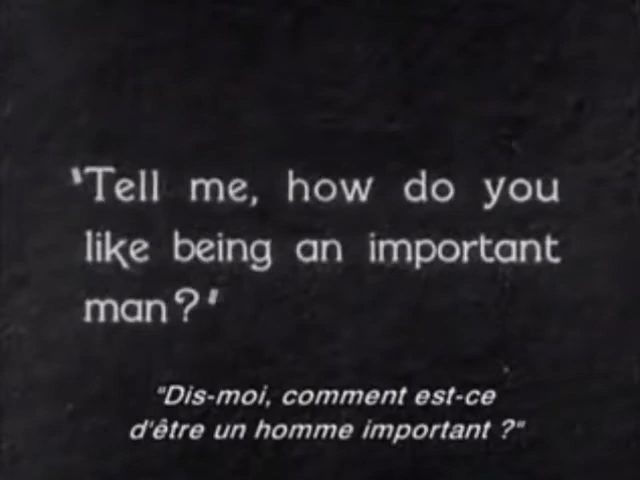 'Tell me, how do you
like being an important
man?'
"Dis-moi, comment est-ce
d'être un homme important ?"